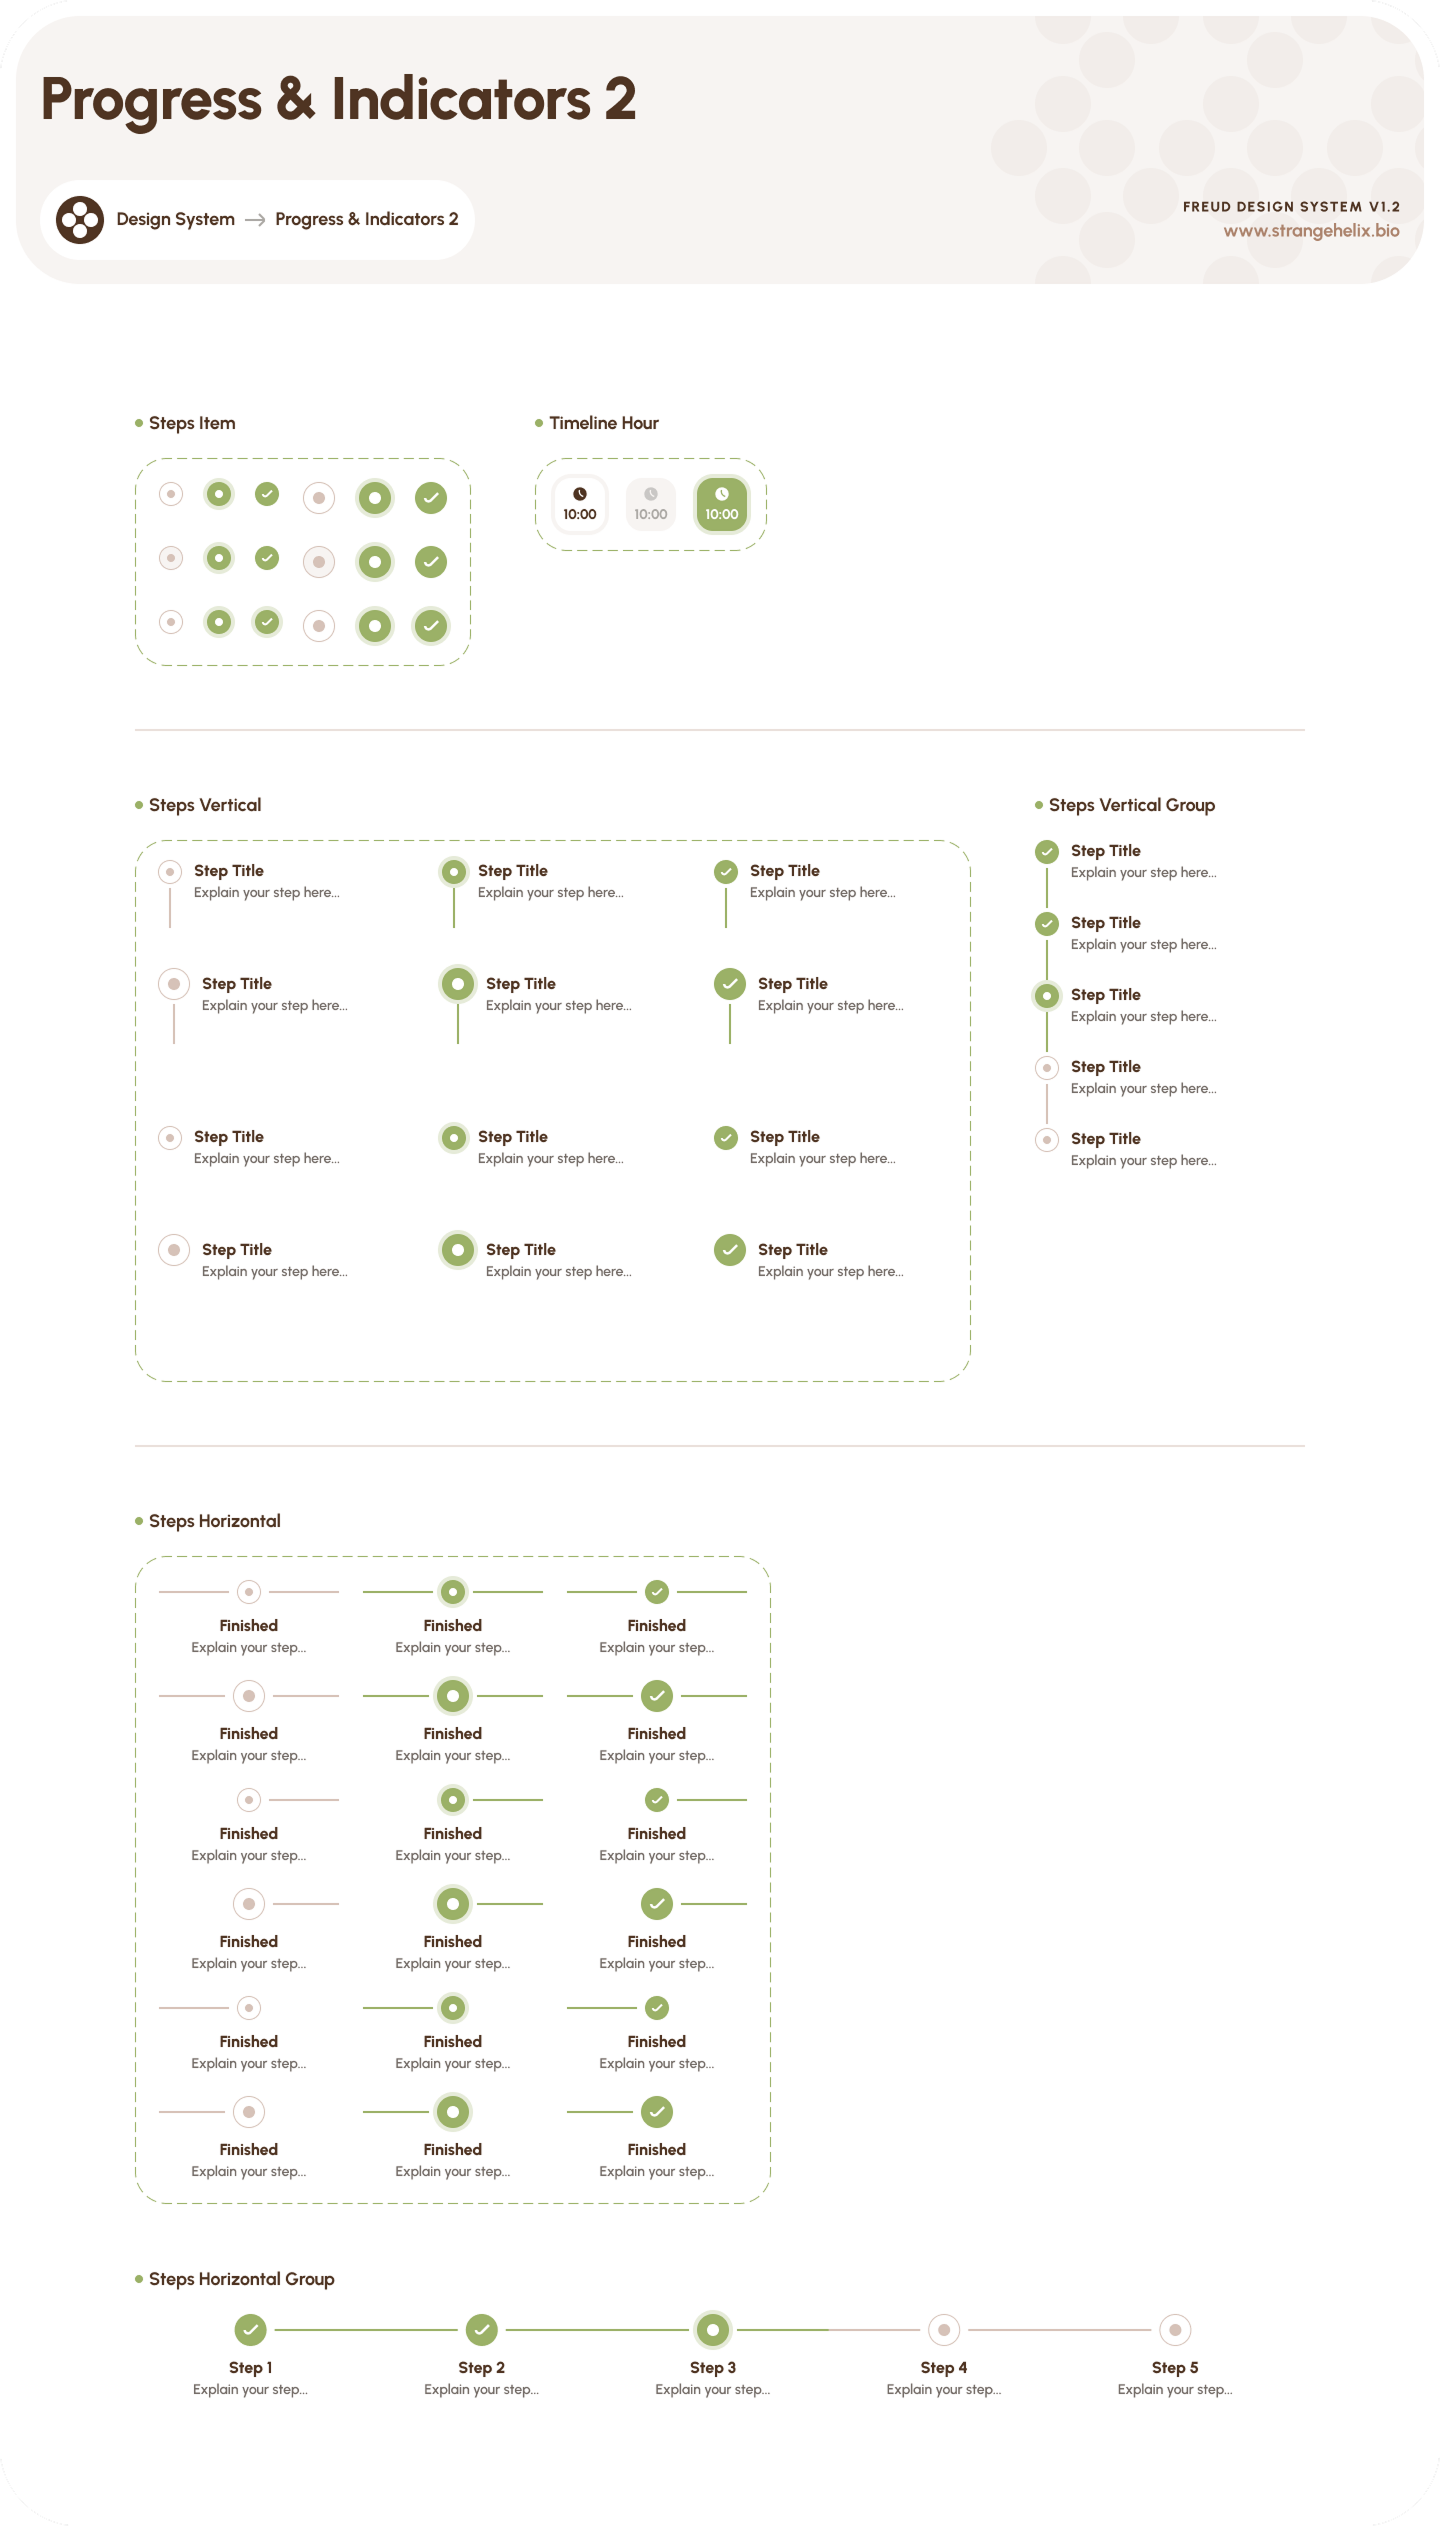 Progress & Indicators 2
Design System → Progress & Indicators 2
FREUD DESIGN SYSTEM V1.2
www.strangehelix.bio
Steps Item
Timeline Hour
10:00 10:00 10:00
Steps Vertical
Step Title Step Title Step Title
Explain your step here... Explain your step here... Explain your step here...
Step Title Step Title Step Title
Explain your step here... Explain your step here... Explain your step here...
Step Title Step Title Step Title
Explain your step here... Explain your step here... Explain your step here...
Step Title Step Title Step Title
Explain your step here... Explain your step here... Explain your step here...
Steps Vertical Group
Step Title
Explain your step here...
Step Title
Explain your step here...
Step Title
Explain your step here...
Step Title
Explain your step here...
Step Title
Explain your step here...
Steps Horizontal
Finished Finished Finished
Explain your step... Explain your step... Explain your step...
Finished Finished Finished
Explain your step... Explain your step... Explain your step...
Finished Finished Finished
Explain your step... Explain your step... Explain your step...
Finished Finished Finished
Explain your step... Explain your step... Explain your step...
Finished Finished Finished
Explain your step... Explain your step... Explain your step...
Finished Finished Finished
Explain your step... Explain your step... Explain your step...
Steps Horizontal Group
Step 1 Step 2 Step 3 Step 4 Step 5
Explain your step... Explain your step... Explain your step... Explain your step... Explain your step...